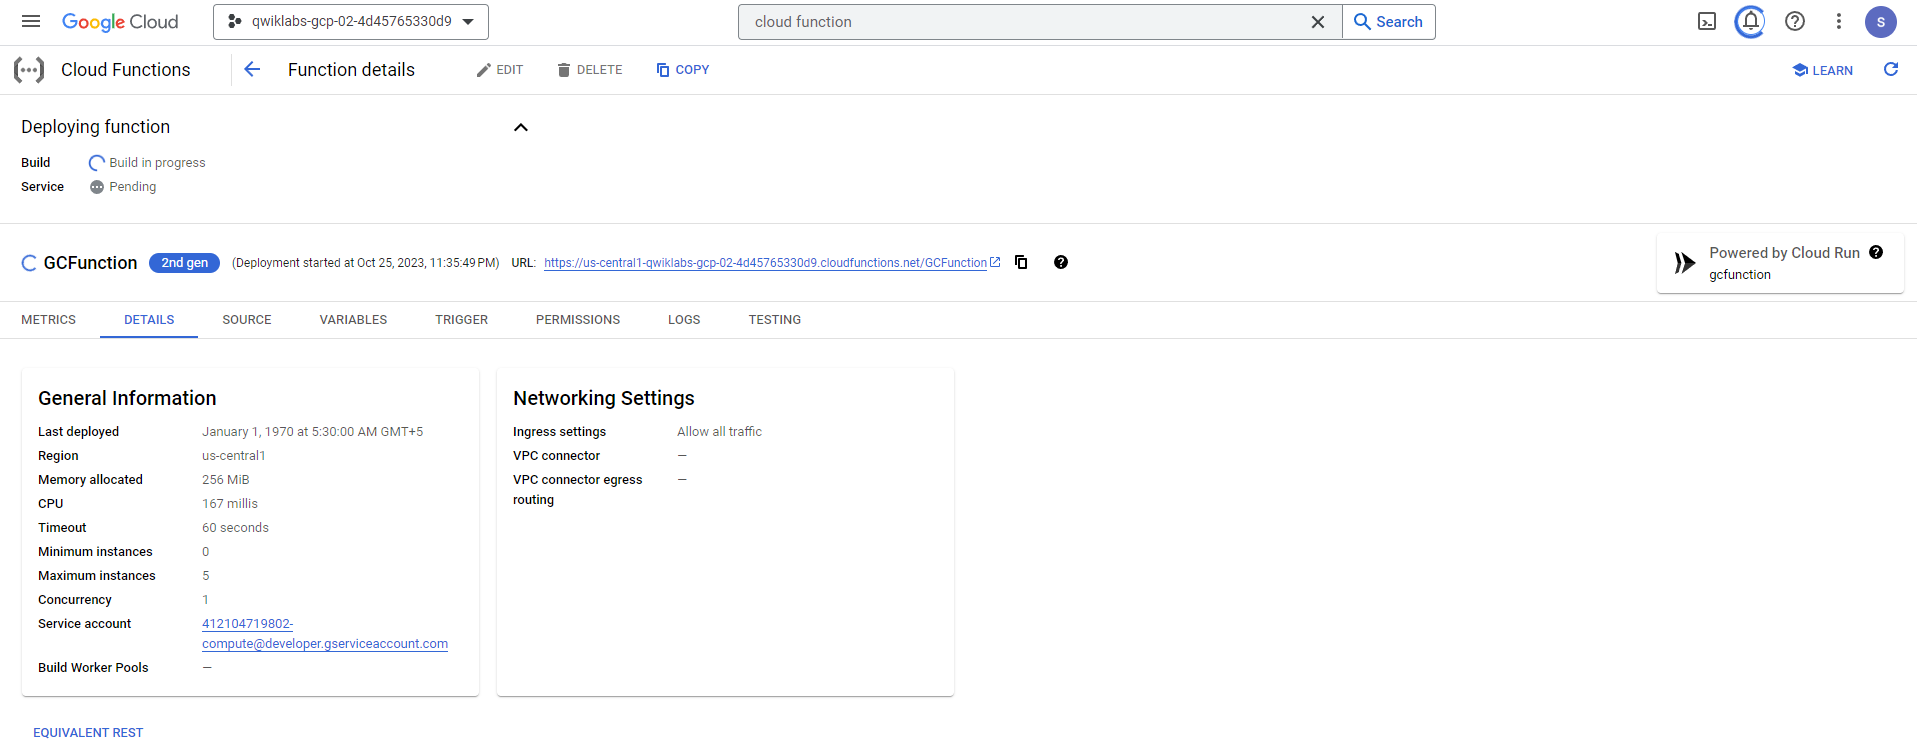 Google Cloud
qwiklabs-gcp-02-4d45765330d9
cloud function
Search
S
Cloud Functions
Function details
EDIT
DELETE
COPY
LEARN
Deploying function
Build Build in progress
Service Pending
GCFunction 2nd gen (Deployment started at Oct 25, 2023, 11:35:49 PM) URL: https://us-central1-qwiklabs-gcp-02-4d45765330d9.cloudfunctions.net/GCFunction
Powered by Cloud Run
gcfunction
METRICS DETAILS SOURCE VARIABLES TRIGGER PERMISSIONS LOGS TESTING
General Information
Last deployed January 1, 1970 at 5:30:00 AM GMT+5
Region us-central1
Memory allocated 256 MiB
CPU 167 millis
Timeout 60 seconds
Minimum instances 0
Maximum instances 5
Concurrency 1
Service account 412104719802-
compute@developer.gserviceaccount.com
Build Worker Pools —
Networking Settings
Ingress settings Allow all traffic
VPC connector —
VPC connector egress —
routing
EQUIVALENT REST